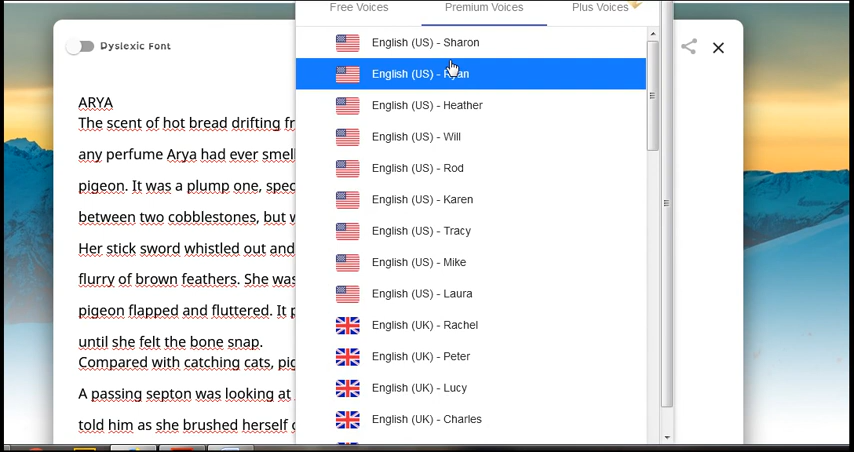 Free Voices
Premium Voices
Plus Voices
Dyslexic Font
English (US) - Sharon
English (US) -
English (US) - Heather
English (US) - Will
English (US) - Rod
English (US) - Karen
English (US) - Tracy
English (US) - Mike
English (US) - Laura
English (UK) - Rachel
English (UK) - Peter
English (UK) - Lucy
English (UK) - Charles
ARYA
The scent of hot bread drifting
any perfume Arya had ever
pigeon. It was a plump one,
between two cobblestones, but
Her stick sword whistled out and
flurry of brown feathers. She was
pigeon flapped and fluttered. It
until she felt the bone snap.
Compared with catching cats,
A passing septon was looking at
told him as she brushed herself